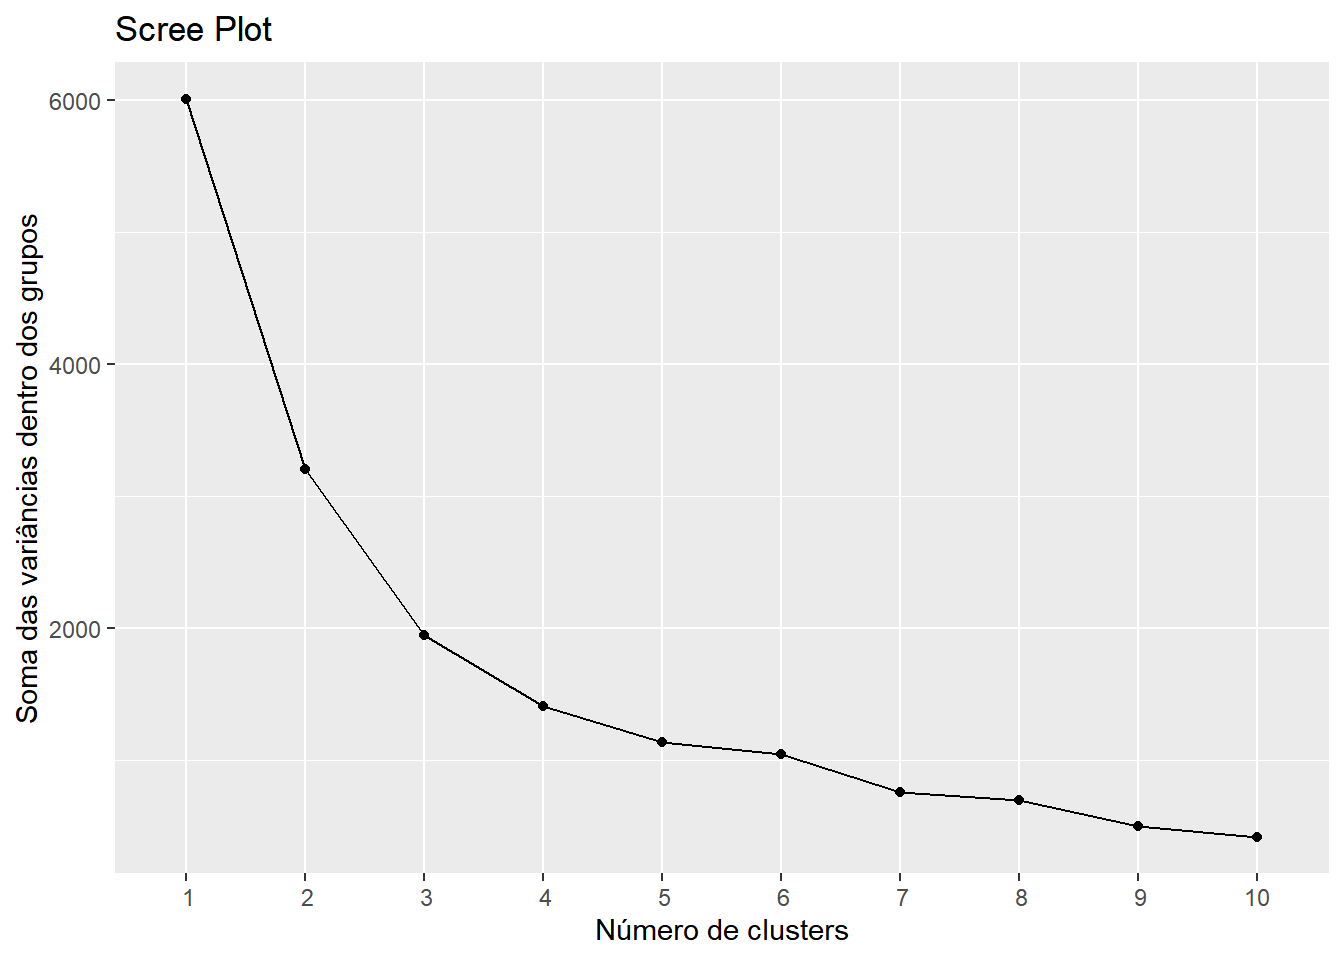 Scree Plot
6000
4000
2000
Soma das variâncias dentro dos grupos
1 2 3 4 5 6 7 8 9 10
Número de clusters